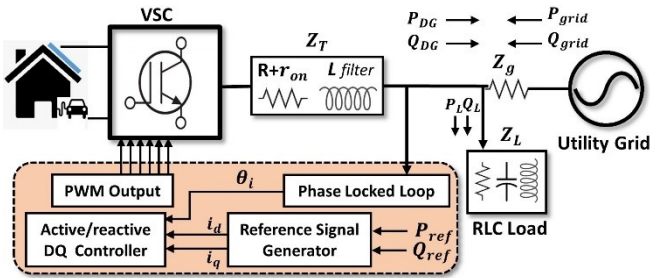 VSC
Z_T
P_DG
P_grid
Q_DG
Q_grid
R+r_on
L filter
Z_g
P_L Q_L
Z_L
Utility Grid
RLC Load
PWM Output
θ_i
Phase Locked Loop
Active/reactive
DQ Controller
i_d
i_q
Reference Signal
Generator
P_ref
Q_ref